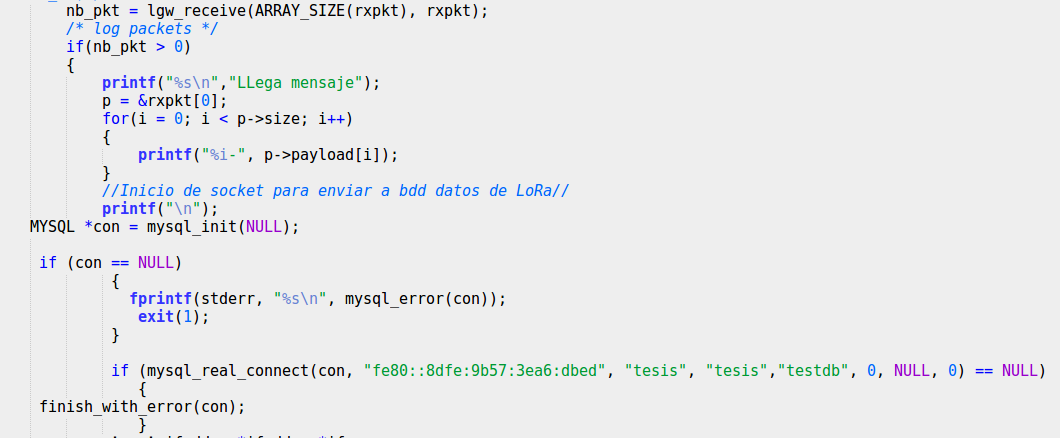 nb_pkt = lgw_receive(ARRAY_SIZE(rxpkt), rxpkt);
/* log packets */
if(nb_pkt > 0)
{
printf("%s\n","LLega mensaje");
p = &rxpkt[0];
for(i = 0; i < p->size; i++)
{
printf("%i-", p->payload[i]);
}
//Inicio de socket para enviar a bdd datos de LoRa//
printf("\n");
MYSQL *con = mysql_init(NULL);
if (con == NULL)
{
fprintf(stderr, "%s\n", mysql_error(con));
exit(1);
}
if (mysql_real_connect(con, "fe80::8dfe:9b57:3ea6:dbed", "tesis", "tesis","testdb", 0, NULL, 0) == NULL)
{
finish_with_error(con);
}